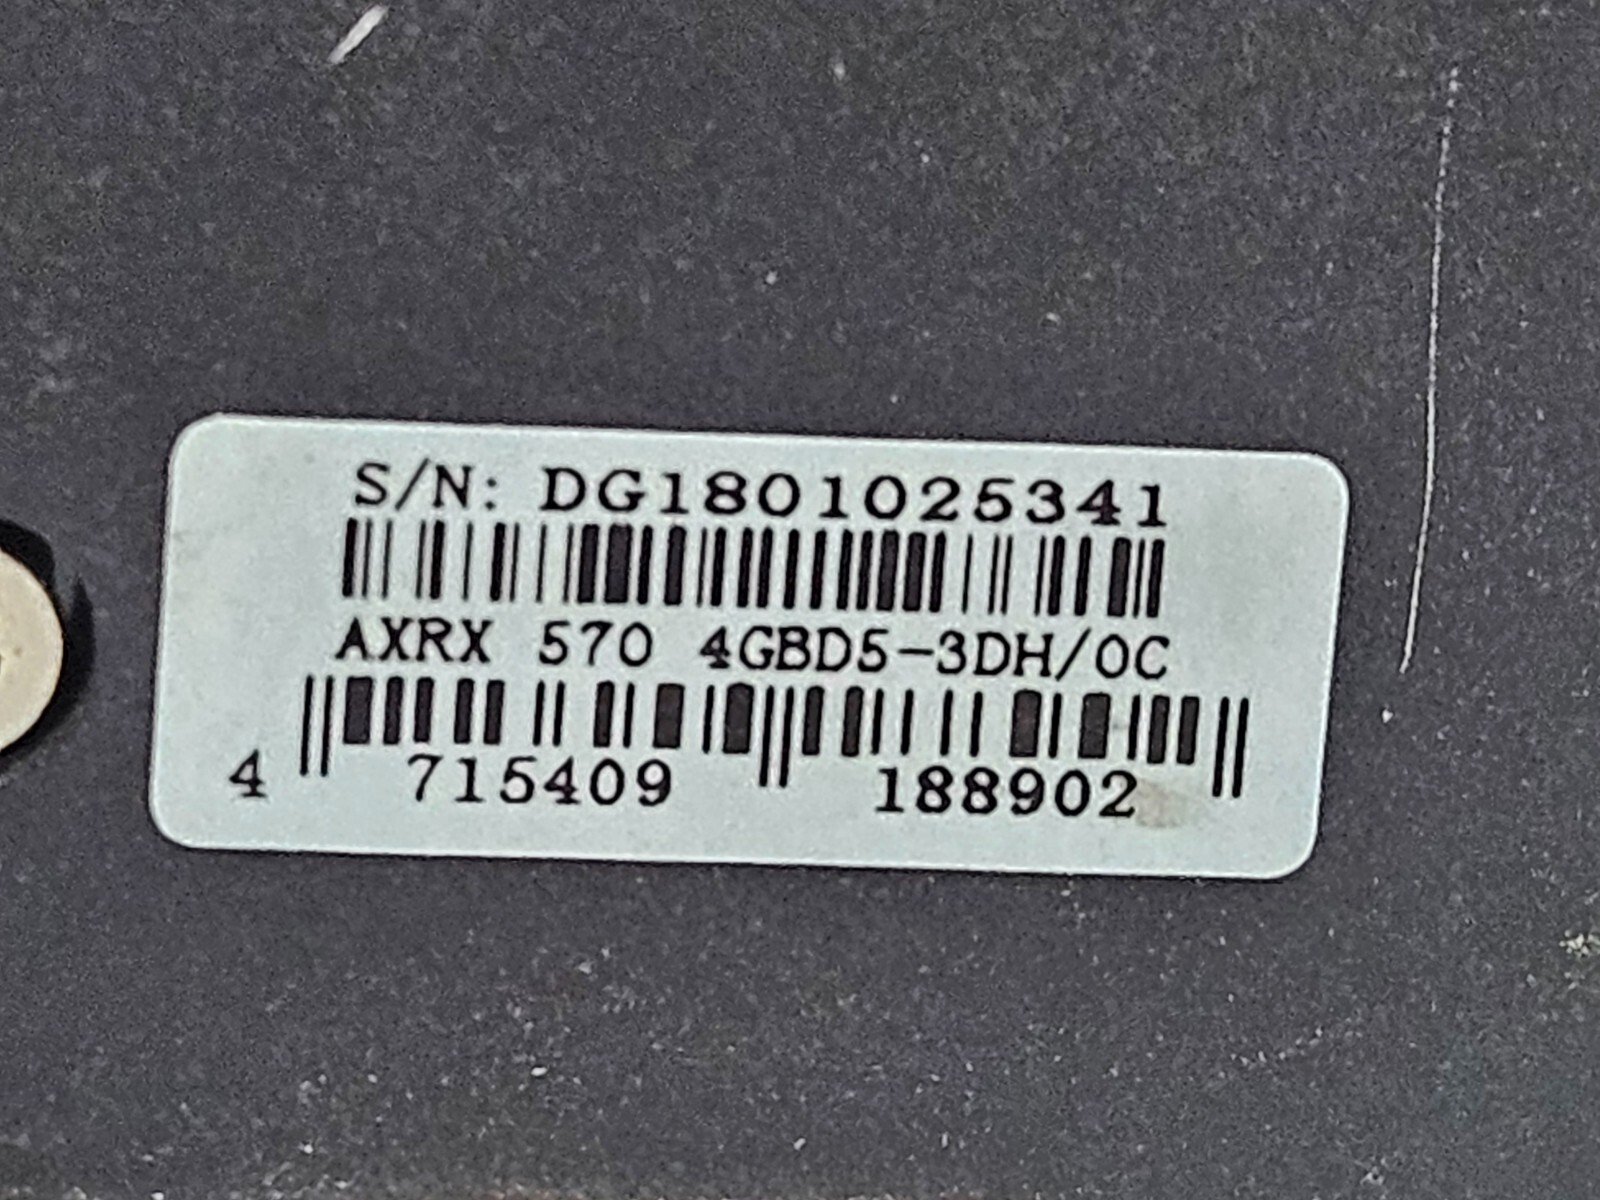 S/N: DG1801025341
AXRX 570 4GBD5-3DH/OC
4 715409 188902